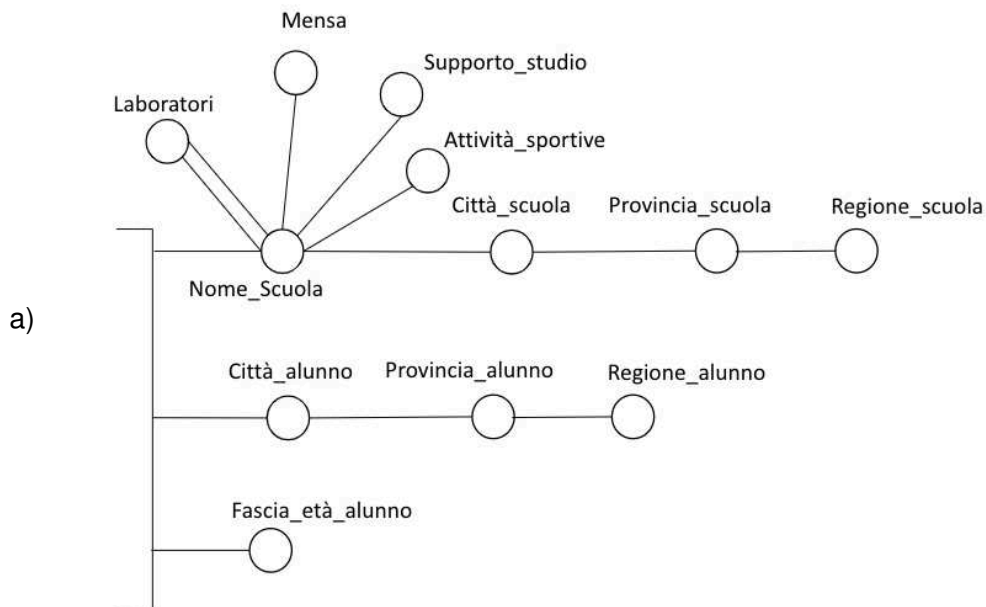 Mensa
Supporto_studio
Laboratori
Attività_sportive
Città_scuola Provincia_scuola Regione_scuola
Nome_Scuola
a)
Città_alunno Provincia_alunno Regione_alunno
Fascia_età_alunno